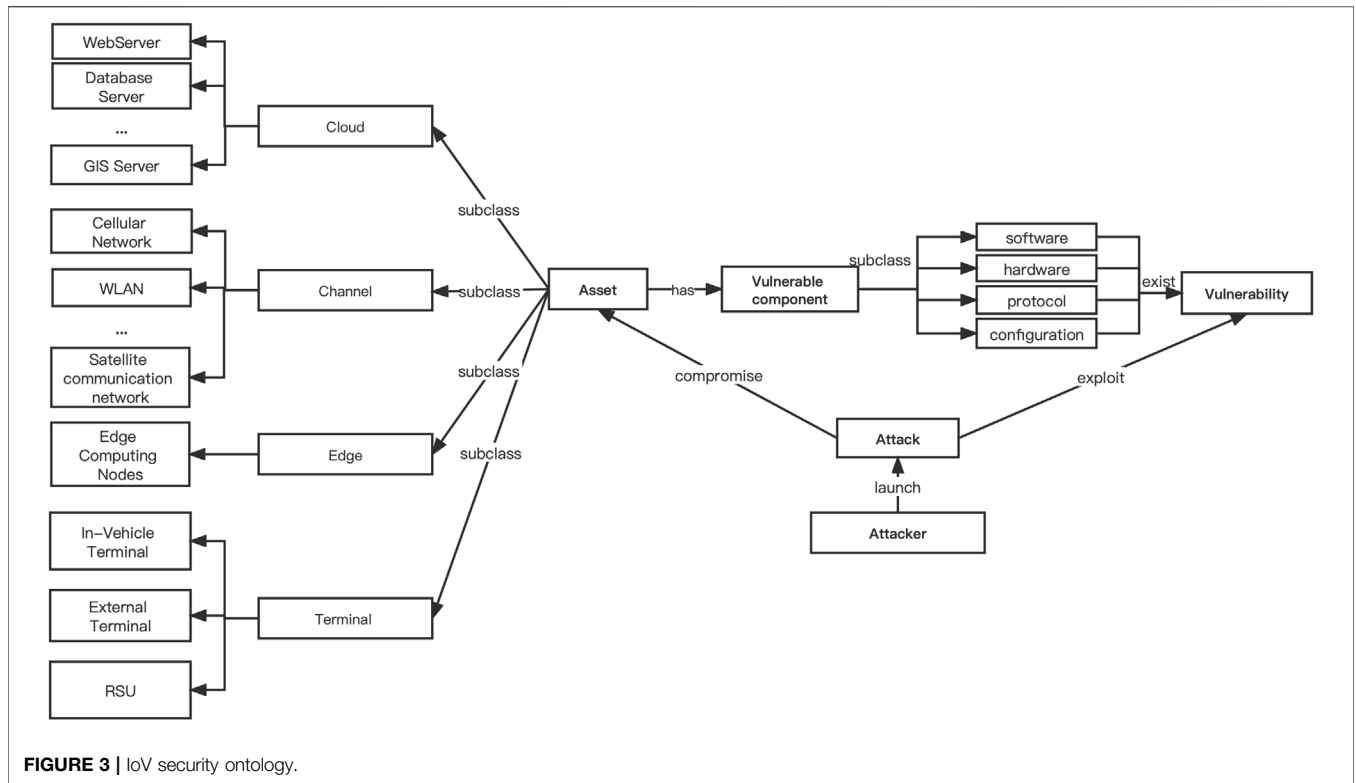 WebServer
Database
Server
...
GIS Server
Cloud
subclass
Cellular
Network
WLAN
...
Satellite
communication
network
Channel
subclass
Edge
Computing
Nodes
Edge
subclass
In-Vehicle
Terminal
External
Terminal
RSU
Terminal
subclass
Asset
has
Vulnerable
component
subclass
software
hardware
protocol
configuration
exist
Vulnerability
compromise
exploit
Attack
launch
Attacker
FIGURE 3 | IoV security ontology.